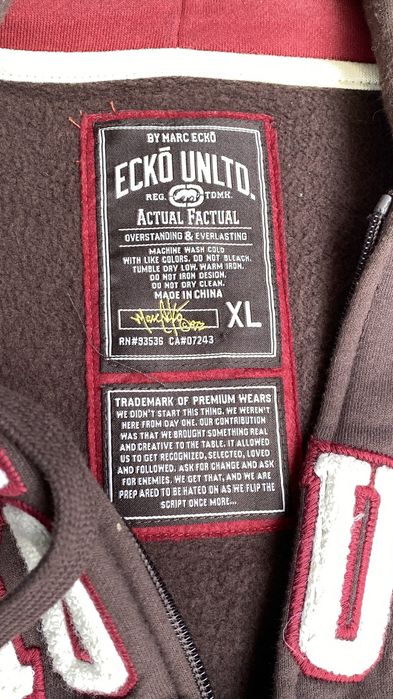 BY MARC ECKŌ
ECKŌ UNLTD.
REG. TDMK.
ACTUAL FACTUAL
OVERSTANDING & EVERLASTING
MACHINE WASH COLD
WITH LIKE COLORS. DO NOT BLEACH.
TUMBLE DRY LOW. WARM IRON.
DO NOT IRON DESIGN.
DO NOT DRY CLEAN.
MADE IN CHINA
XL
RN#93536 CA#07243
TRADEMARK OF PREMIUM WEARS
WE DIDN'T START THIS THING. WE WEREN'T
HERE FROM DAY ONE. OUR CONTRIBUTION
WAS THAT WE BROUGHT SOMETHING REAL
AND CREATIVE TO THE TABLE. IT ALLOWED
US TO GET RECOGNIZED, SELECTED, LOVED
AND FOLLOWED. ASK FOR CHANGE AND ASK
FOR ENEMIES. WE GET THAT, AND WE ARE
PREP ARED TO BE HATED ON AS WE FLIP THE
SCRIPT ONCE MORE...
U